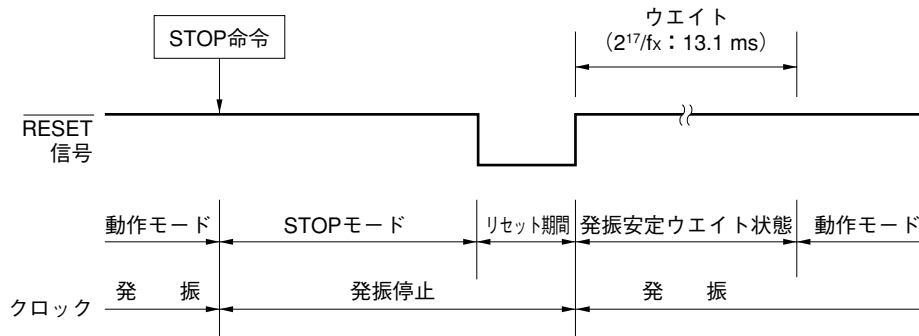 ウエイト
STOP命令
(2¹⁷/fx:13.1 ms)
RESET
信号
動作モード STOPモード リセット期間 発振安定ウエイト状態 動作モード
クロック 発 振 発振停止 発 振